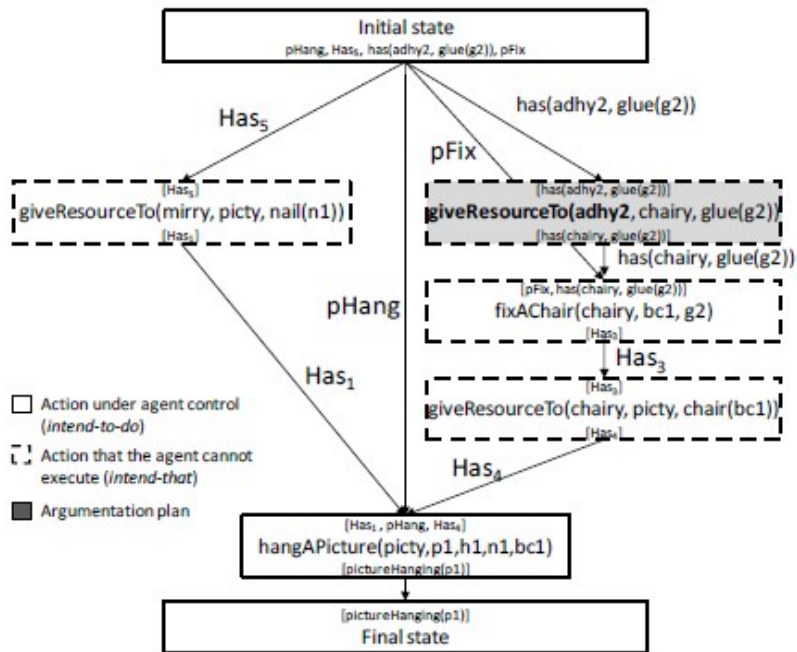 Initial state
pHang, Has₅, has(adhy2, glue(g2)), pFix
has(adhy2, glue(g2))
Has₅
pFix
[Has₅]
giveResourceTo(mirry, picty, nail(n1))
[Has₁]
[has(adhy2, glue(g2))]
giveResourceTo(adhy2, chairy, glue(g2))
[has(chairy, glue(g2))]
has(chairy, glue(g2))
pHang
[pFix, has(chairy, glue(g2))]
fixAChair(chairy, bc1, g2)
[Has₃]
Has₃
Has₁
[Has₃]
giveResourceTo(chairy, picty, chair(bc1))
[Has₄]
Has₄
Action under agent control
(intend-to-do)
Action that the agent cannot
execute (intend-that)
Argumentation plan
[Has₁, pHang, Has₄]
hangAPicture(picty,p1,h1,n1,bc1)
[pictureHanging(p1)]
[pictureHanging(p1)]
Final state